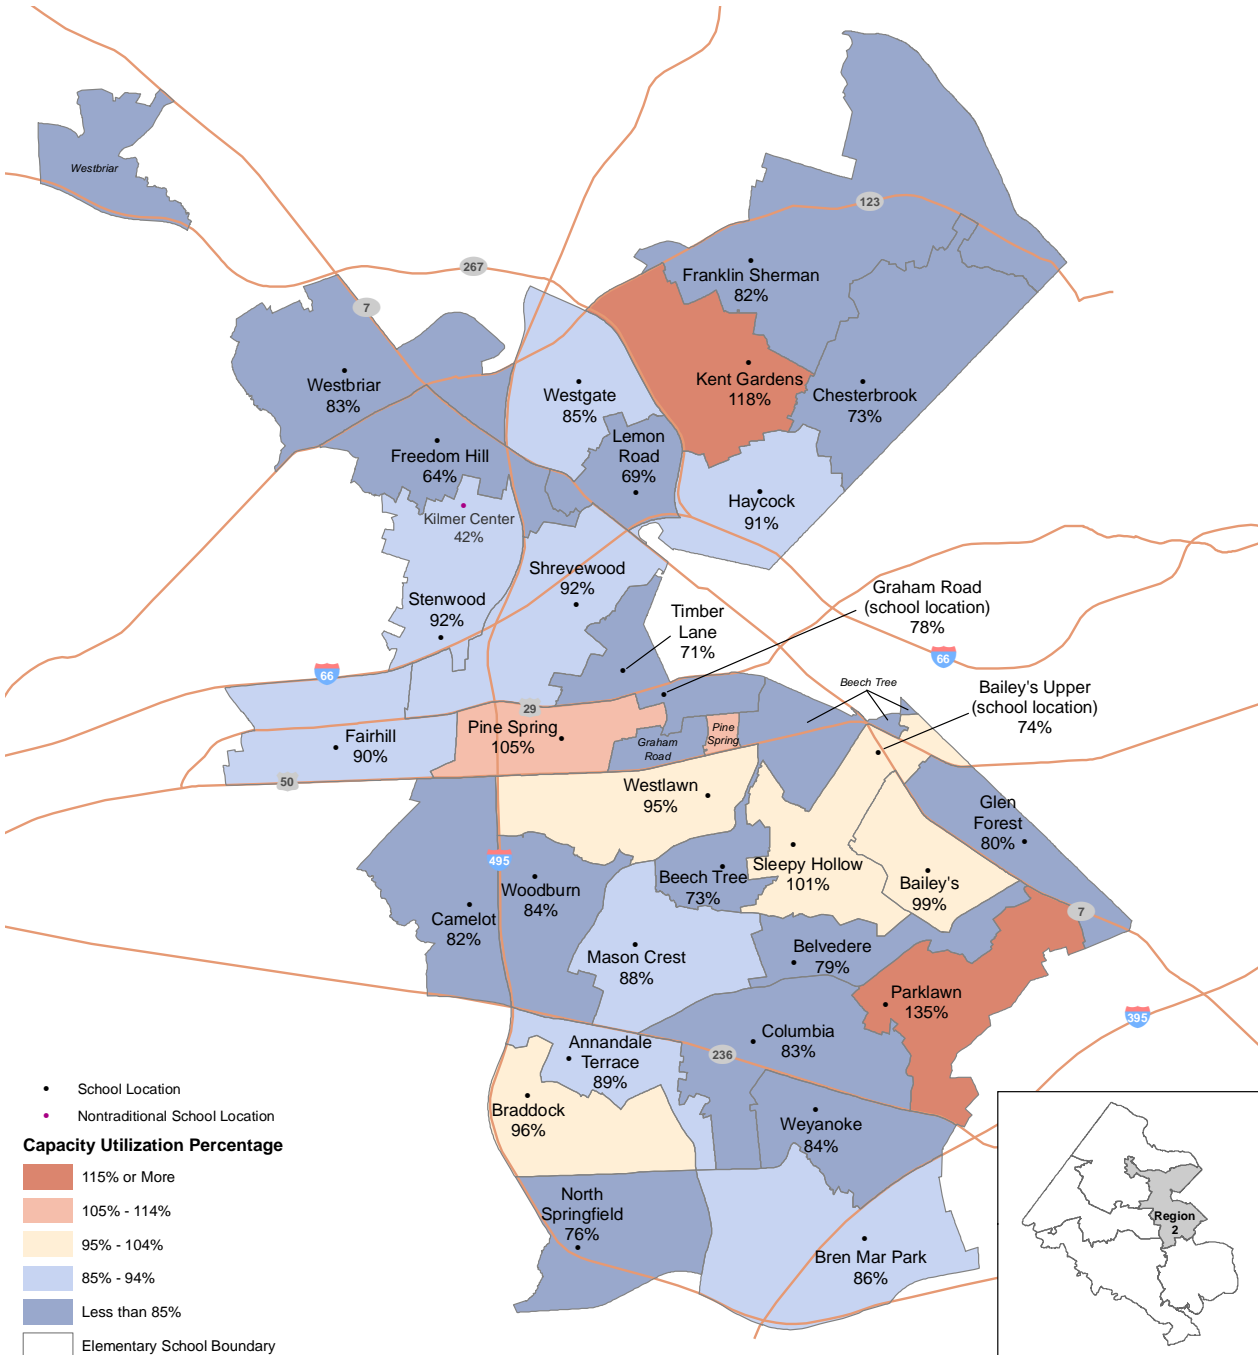 Westbriar
123
267
Franklin Sherman
82%
7
Westbriar
83%
Westgate
85%
Kent Gardens
118%
Chesterbrook
73%
Lemon
Road
69%
Freedom Hill
64%
Haycock
91%
Kilmer Center
42%
Shrevewood
92%
Stenwood
92%
Timber
Lane
71%
Graham Road
(school location)
78%
66
66
Beech Tree
Bailey's Upper
(school location)
74%
29
Pine Spring
105%
Pine
Spring
Graham
Road
Fairhill
90%
50
Westlawn
95%
Glen
Forest
80%
495
Woodburn
84%
Beech Tree
73%
Sleepy Hollow
101%
Bailey's
99%
Camelot
82%
7
Mason Crest
88%
Belvedere
79%
Parklawn
135%
395
Columbia
83%
236
Annandale
Terrace
89%
Braddock
96%
Weyanoke
84%
North
Springfield
76%
Bren Mar Park
86%
School Location
Nontraditional School Location
Capacity Utilization Percentage
115% or More
105% - 114%
95% - 104%
85% - 94%
Less than 85%
Elementary School Boundary
Region
2